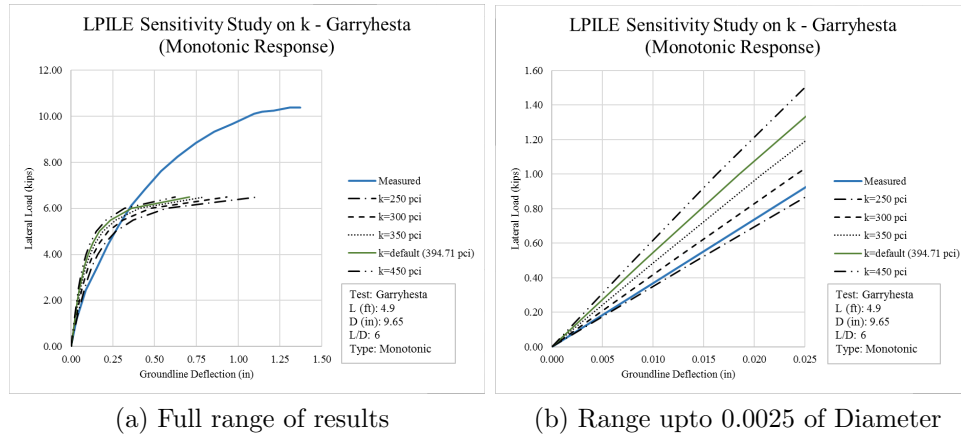 LPILE Sensitivity Study on k - Garryhesta
(Monotonic Response)
12.00
10.00
8.00
6.00
4.00
2.00
0.00
Lateral Load (kips)
0.00 0.25 0.50 0.75 1.00 1.25 1.50
Groundline Deflection (in)
Measured
k=250 pci
k=300 pci
k=350 pci
k=default (394.71 pci)
k=450 pci
Test: Garryhesta
L (ft): 4.9
D (in): 9.65
L/D: 6
Type: Monotonic
(a) Full range of results
LPILE Sensitivity Study on k - Garryhesta
(Monotonic Response)
1.60
1.40
1.20
1.00
0.80
0.60
0.40
0.20
0.00
Lateral Load (kips)
0.000 0.005 0.010 0.015 0.020 0.025
Groundline Deflection (in)
Measured
k=250 pci
k=300 pci
k=350 pci
k=default (394.71 pci)
k=450 pci
Test: Garryhesta
L (ft): 4.9
D (in): 9.65
L/D: 6
Type: Monotonic
(b) Range upto 0.0025 of Diameter